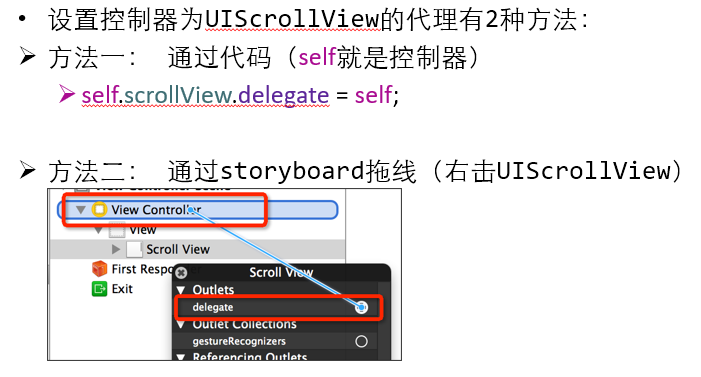 • 设置控制器为UIScrollView的代理有2种方法：
➢ 方法一： 通过代码（self就是控制器）
➢ self.scrollView.delegate = self;
➢ 方法二： 通过storyboard拖线（右击UIScrollView）
View Controller Scene
View Controller
View
Scroll View
First Respo
Exit
Scroll View
Outlets
delegate
Outlet Collections
gestureRecognizers
Referencing Outlets